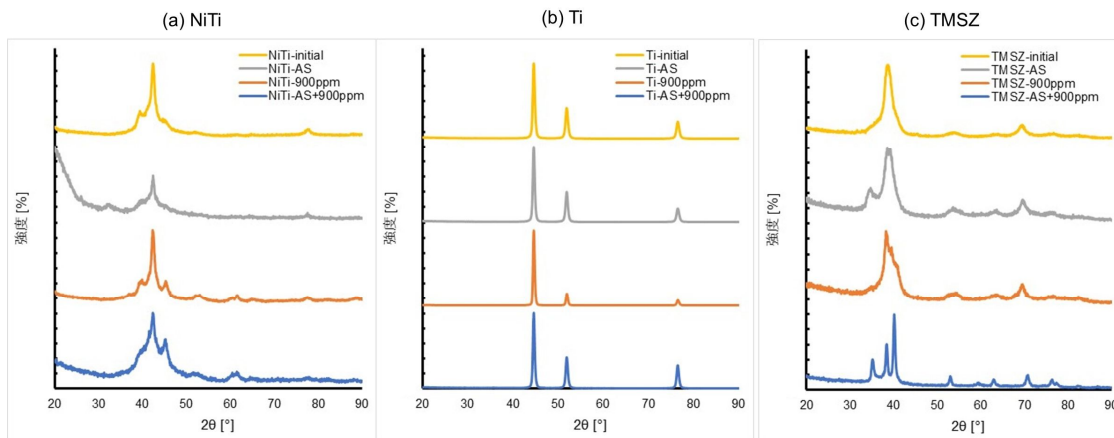 (a) NiTi
(b) Ti
(c) TMSZ
NiTi-initial
NiTi-AS
NiTi-900ppm
NiTi-AS+900ppm
強度 [%]
20 30 40 50 60 70 80 90
2θ [°]
Ti-initial
Ti-AS
Ti-900ppm
Ti-AS+900ppm
強度 [%]
20 30 40 50 60 70 80 90
2θ [°]
TMSZ-initial
TMSZ-AS
TMSZ-900ppm
TMSZ-AS+900ppm
強度 [%]
20 30 40 50 60 70 80 90
2θ [°]